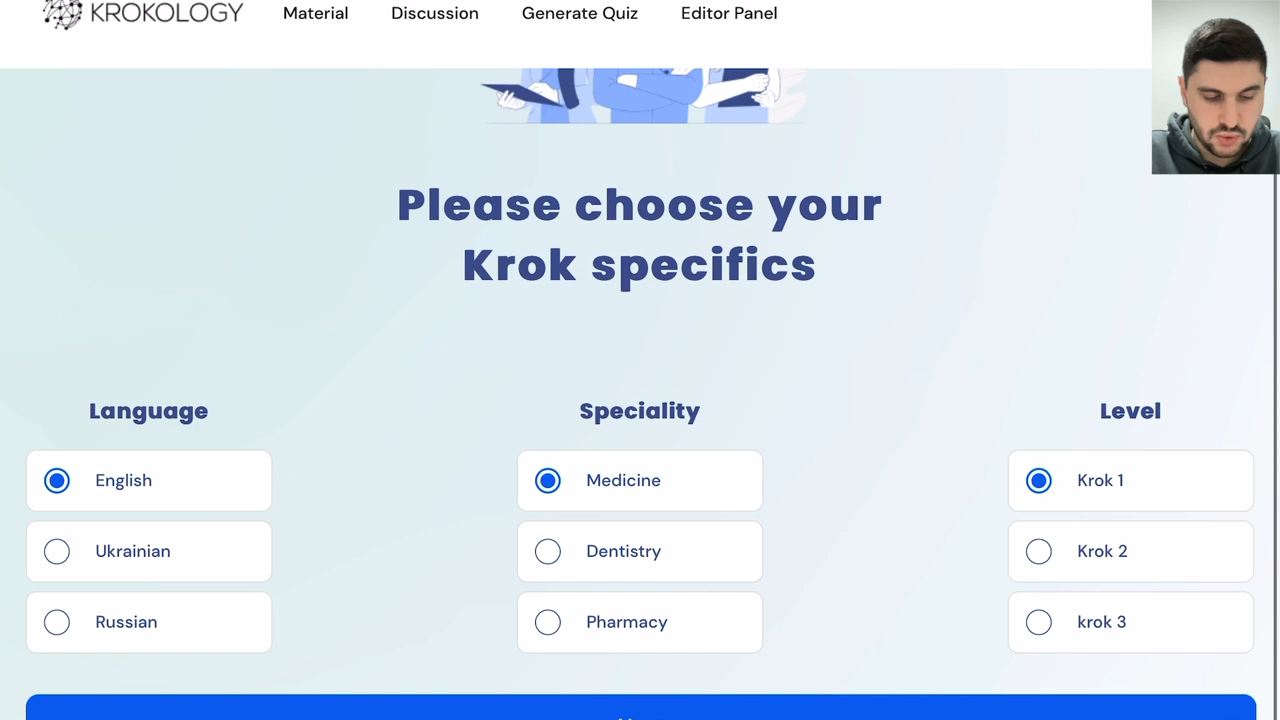 KROKOLOGY
Material
Discussion
Generate Quiz
Editor Panel
Please choose your
Krok specifics
Language
English
Ukrainian
Russian
Speciality
Medicine
Dentistry
Pharmacy
Level
Krok 1
Krok 2
krok 3